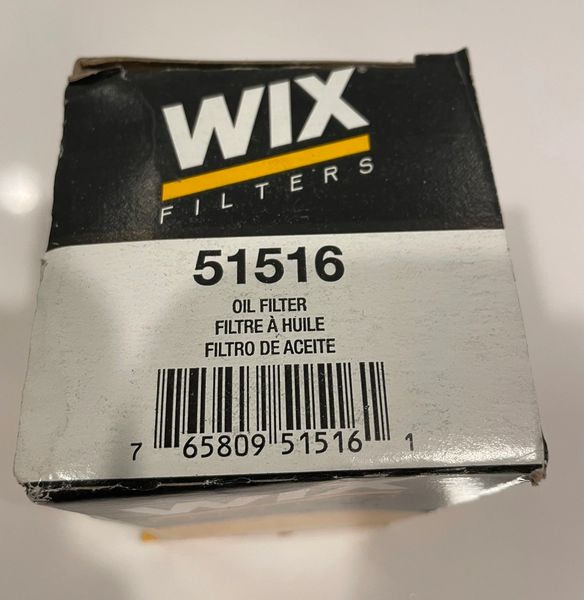 WIX®
FILTERS
51516
OIL FILTER
FILTRE À HUILE
FILTRO DE ACEITE
7 65809 51516 1